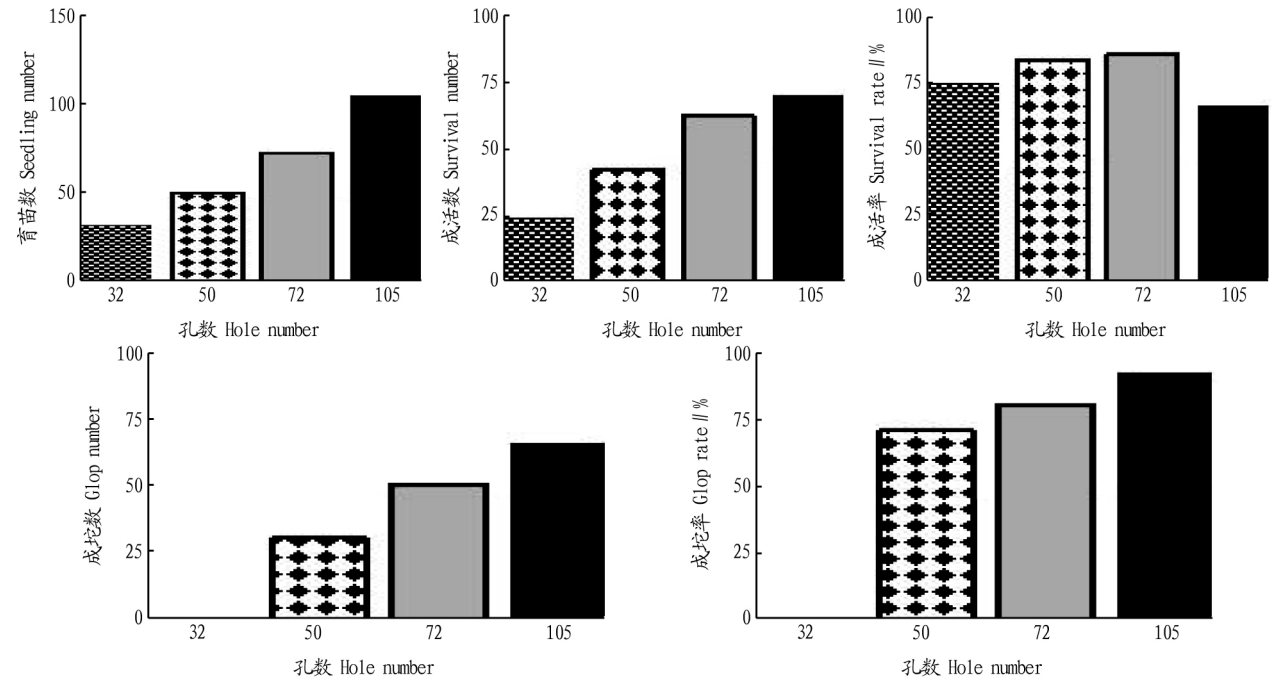 育苗数 Seedling number
150
100
50
0
32 50 72 105
孔数 Hole number
成活数 Survival number
100
75
50
25
0
32 50 72 105
孔数 Hole number
成活率 Survival rate∥%
100
75
50
25
0
32 50 72 105
孔数 Hole number
成坨数 Glop number
100
75
50
25
0
32 50 72 105
孔数 Hole number
成坨率 Glop rate∥%
100
75
50
25
0
32 50 72 105
孔数 Hole number